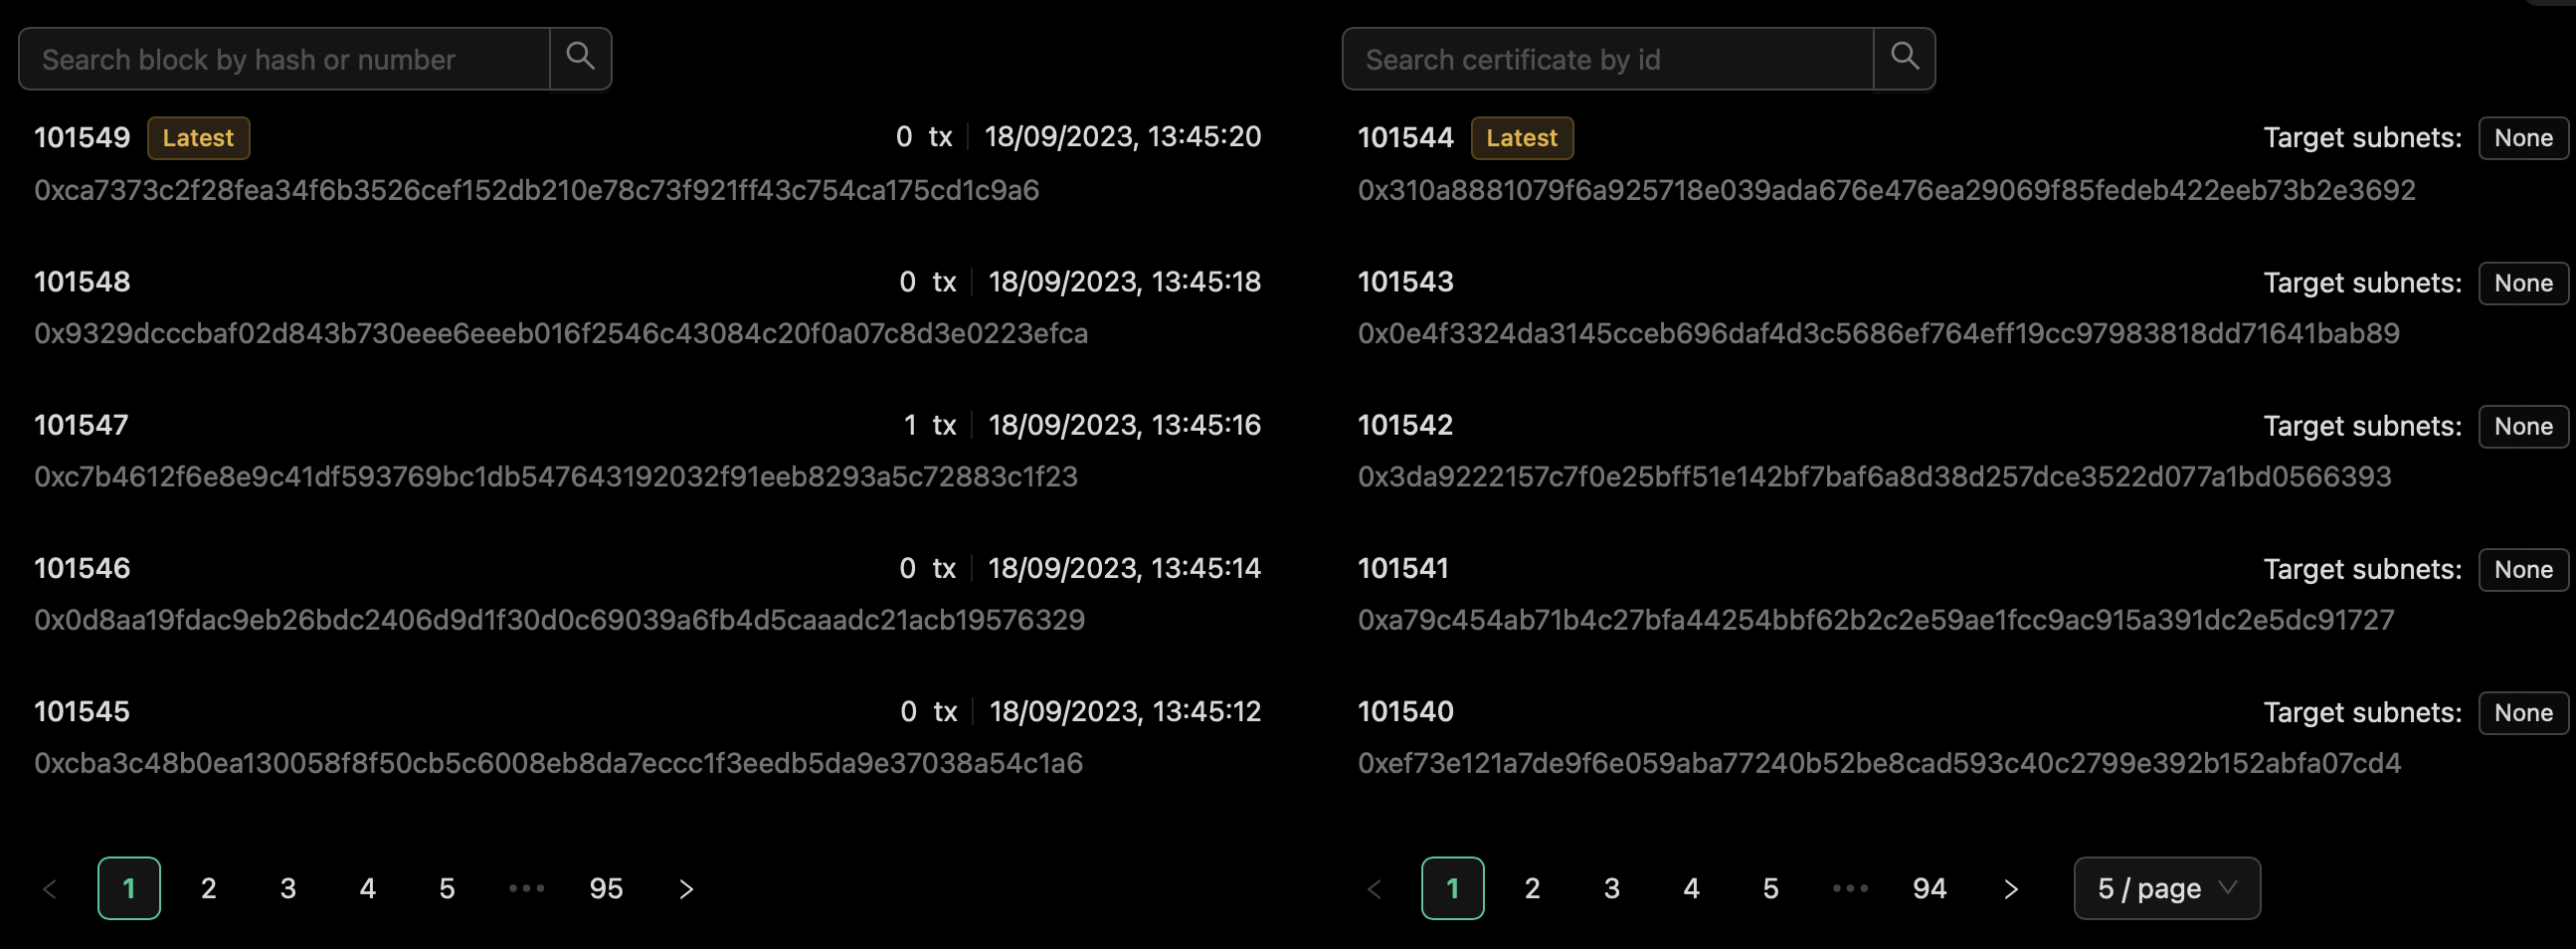 Search block by hash or number
101549 Latest 0 tx 18/09/2023, 13:45:20
0xca7373c2f28fea34f6b3526cef152db210e78c73f921ff43c754ca175cd1c9a6
101548 0 tx 18/09/2023, 13:45:18
0x9329dcccbaf02d843b730eee6eeeb016f2546c43084c20f0a07c8d3e0223efca
101547 1 tx 18/09/2023, 13:45:16
0xc7b4612f6e8e9c41df593769bc1db547643192032f91eeb8293a5c72883c1f23
101546 0 tx 18/09/2023, 13:45:14
0x0d8aa19fdac9eb26bdc2406d9d1f30d0c69039a6fb4d5caaadc21acb19576329
101545 0 tx 18/09/2023, 13:45:12
0xcba3c48b0ea130058f8f50cb5c6008eb8da7eccc1f3eedb5da9e37038a54c1a6
< 1 2 3 4 5 ••• 95 >
Search certificate by id
101544 Latest Target subnets: None
0x310a8881079f6a925718e039ada676e476ea29069f85fedeb422eeb73b2e3692
101543 Target subnets: None
0x0e4f3324da3145cceb696daf4d3c5686ef764eff19cc97983818dd71641bab89
101542 Target subnets: None
0x3da9222157c7f0e25bff51e142bf7baf6a8d38d257dce3522d077a1bd0566393
101541 Target subnets: None
0xa79c454ab71b4c27bfa44254bbf62b2c2e59ae1fcc9ac915a391dc2e5dc91727
101540 Target subnets: None
0xef73e121a7de9f6e059aba77240b52be8cad593c40c2799e392b152abfa07cd4
< 1 2 3 4 5 ••• 94 > 5 / page